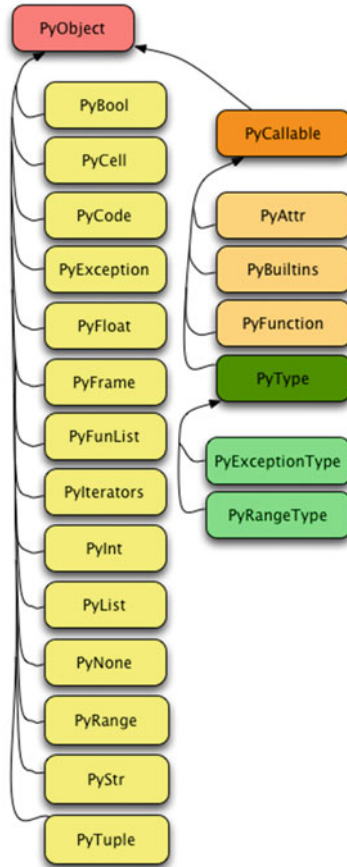 PyObject
PyBool
PyCell
PyCode
PyException
PyFloat
PyFrame
PyFunList
PyIterators
PyInt
PyList
PyNone
PyRange
PyStr
PyTuple
PyCallable
PyAttr
PyBuiltins
PyFunction
PyType
PyExceptionType
PyRangeType